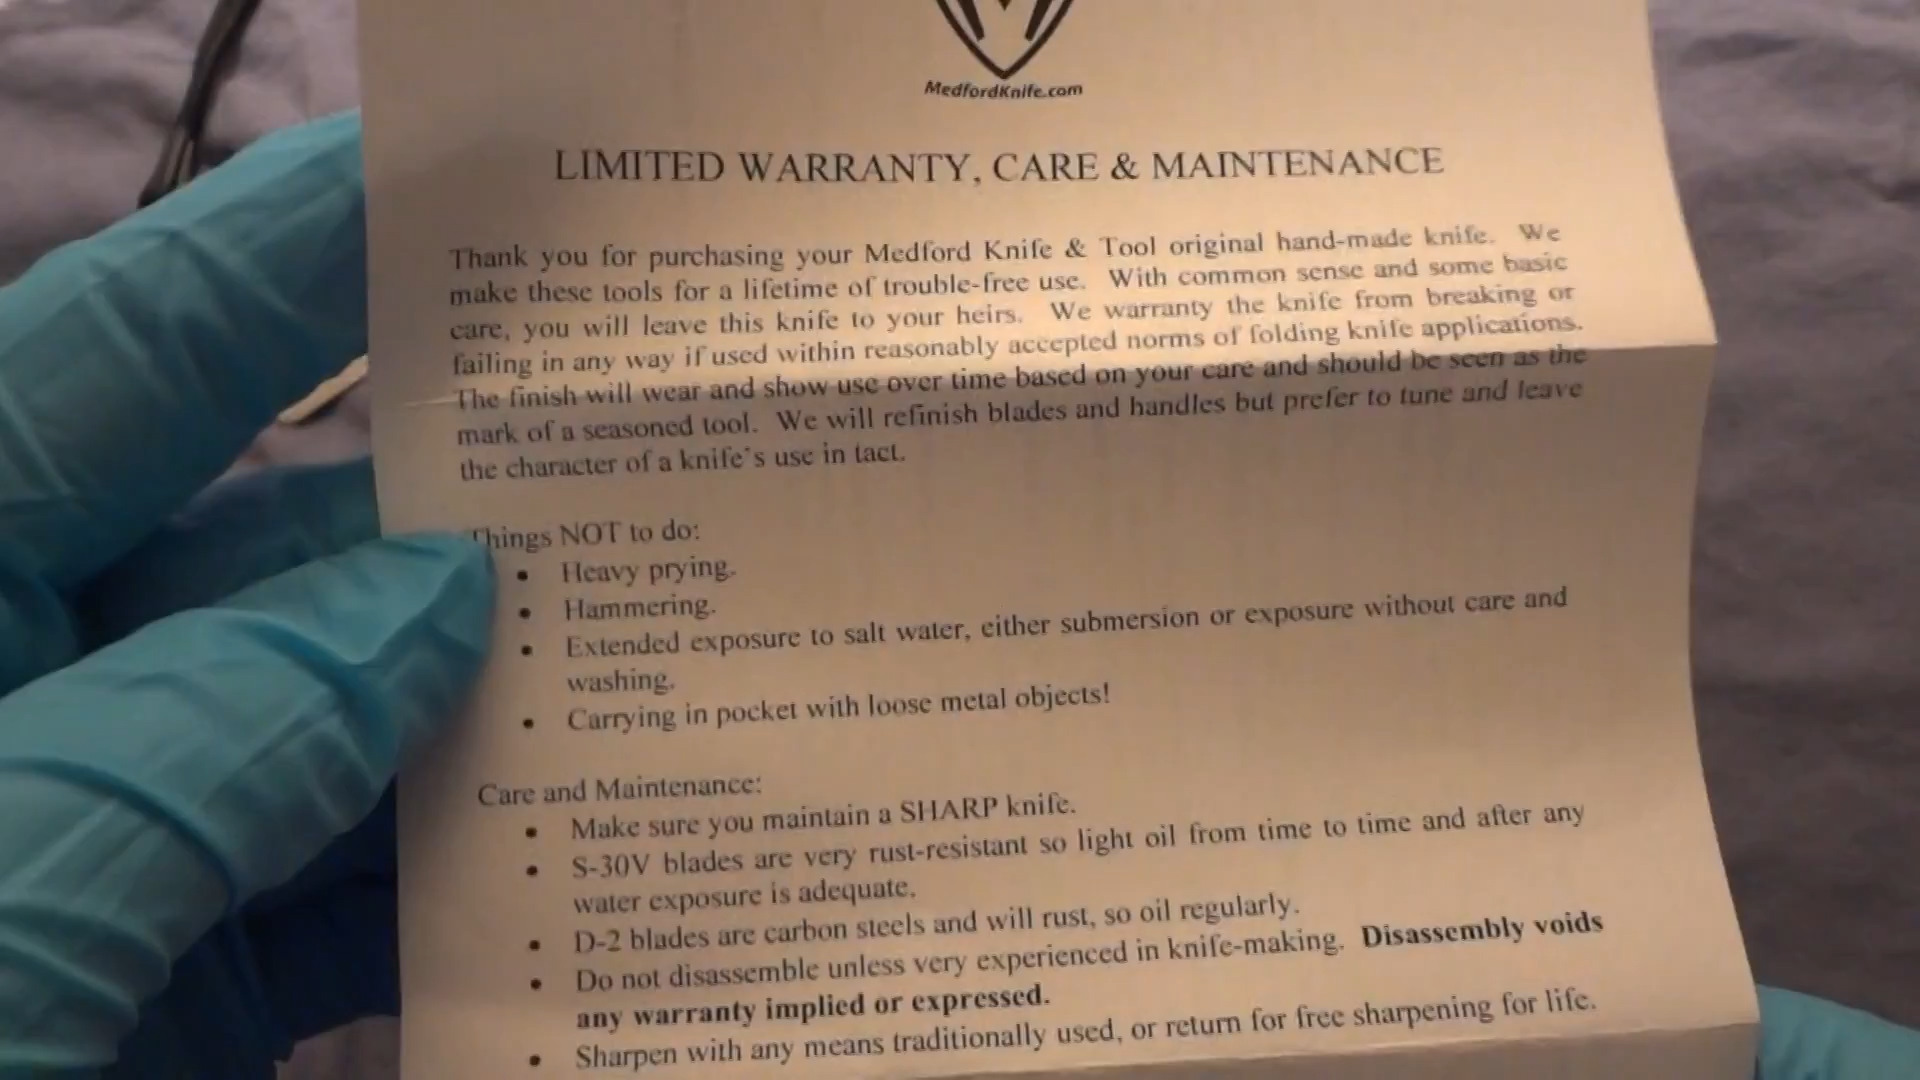 MedfordKnife.com
LIMITED WARRANTY, CARE & MAINTENANCE
Thank you for purchasing your Medford Knife & Tool original hand-made knife. We
make these tools for a lifetime of trouble-free use. With common sense and some basic
care, you will leave this knife to your heirs. We warranty the knife from breaking or
failing in any way if used within reasonably accepted norms of folding knife applications.
The finish will wear and show use over time based on your care and should be seen as the
mark of a seasoned tool. We will refinish blades and handles but prefer to tune and leave
the character of a knife's use in tact.
Things NOT to do:
• Heavy prying.
• Hammering.
• Extended exposure to salt water, either submersion or exposure without care and
washing.
• Carrying in pocket with loose metal objects!
Care and Maintenance:
• Make sure you maintain a SHARP knife.
• S-30V blades are very rust-resistant so light oil from time to time and after any
water exposure is adequate.
• D-2 blades are carbon steels and will rust, so oil regularly.
• Do not disassemble unless very experienced in knife-making. Disassembly voids
any warranty implied or expressed.
• Sharpen with any means traditionally used, or return for free sharpening for life.